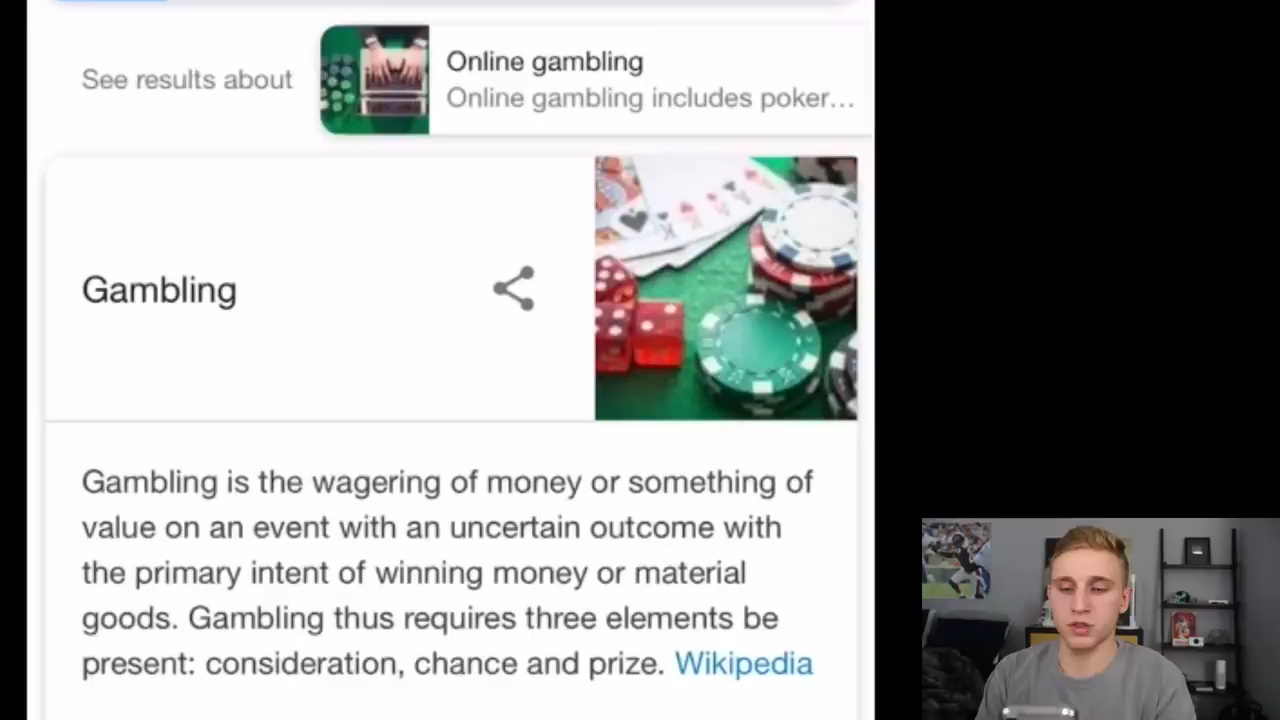 See results about
Online gambling
Online gambling includes poker...
Gambling
Gambling is the wagering of money or something of
value on an event with an uncertain outcome with
the primary intent of winning money or material
goods. Gambling thus requires three elements be
present: consideration, chance and prize. Wikipedia